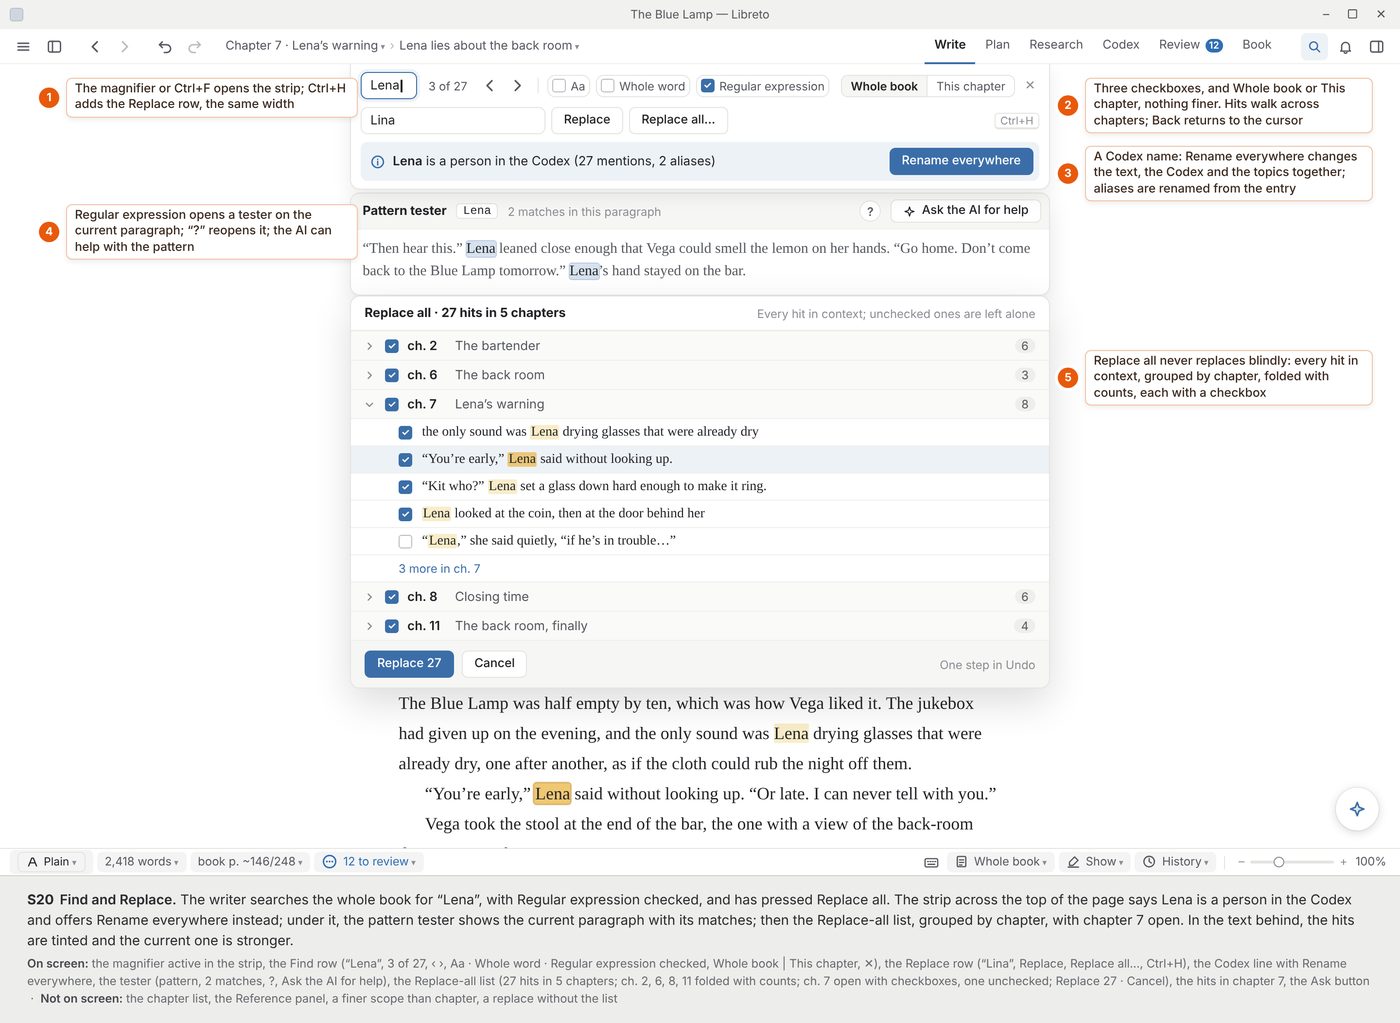 The Blue Lamp — Libreto
Chapter 7 · Lena’s warning › Lena lies about the back room
Write Plan Research Codex Review 12 Book
1
The magnifier or Ctrl+F opens the strip; Ctrl+H
adds the Replace row, the same width
Lena 3 of 27 Aa Whole word Regular expression Whole book This chapter ×
Lina Replace Replace all… Ctrl+H
Lena is a person in the Codex (27 mentions, 2 aliases) Rename everywhere
2
Three checkboxes, and Whole book or This
chapter, nothing finer. Hits walk across
chapters; Back returns to the cursor
3
A Codex name: Rename everywhere changes
the text, the Codex and the topics together;
aliases are renamed from the entry
4
Regular expression opens a tester on the
current paragraph; “?” reopens it; the AI can
help with the pattern
Pattern tester Lena 2 matches in this paragraph ? Ask the AI for help
“Then hear this.” Lena leaned close enough that Vega could smell the lemon on her hands. “Go home. Don’t come
back to the Blue Lamp tomorrow.” Lena’s hand stayed on the bar.
Replace all · 27 hits in 5 chapters Every hit in context; unchecked ones are left alone
ch. 2 The bartender 6
ch. 6 The back room 3
ch. 7 Lena’s warning 8
5
Replace all never replaces blindly: every hit in
context, grouped by chapter, folded with
counts, each with a checkbox
the only sound was Lena drying glasses that were already dry
“You’re early,” Lena said without looking up.
“Kit who?” Lena set a glass down hard enough to make it ring.
Lena looked at the coin, then at the door behind her
“Lena,” she said quietly, “if he’s in trouble…”
3 more in ch. 7
ch. 8 Closing time 6
ch. 11 The back room, finally 4
Replace 27 Cancel One step in Undo
The Blue Lamp was half empty by ten, which was how Vega liked it. The jukebox
had given up on the evening, and the only sound was Lena drying glasses that were
already dry, one after another, as if the cloth could rub the night off them.
“You’re early,” Lena said without looking up. “Or late. I can never tell with you.”
Vega took the stool at the end of the bar, the one with a view of the back-room
A Plain 2,418 words book p. ~146/248 12 to review Whole book Show History − + 100%
S20 Find and Replace. The writer searches the whole book for “Lena”, with Regular expression checked, and has pressed Replace all. The strip across the top of the page says Lena is a person in the Codex
and offers Rename everywhere instead; under it, the pattern tester shows the current paragraph with its matches; then the Replace-all list, grouped by chapter, with chapter 7 open. In the text behind, the hits
are tinted and the current one is stronger.
On screen: the magnifier active in the strip, the Find row (“Lena”, 3 of 27, ‹ ›, Aa · Whole word · Regular expression checked, Whole book | This chapter, ×), the Replace row (“Lina”, Replace, Replace all…, Ctrl+H), the Codex line with Rename
everywhere, the tester (pattern, 2 matches, ?, Ask the AI for help), the Replace-all list (27 hits in 5 chapters; ch. 2, 6, 8, 11 folded with counts; ch. 7 open with checkboxes, one unchecked; Replace 27 · Cancel), the hits in chapter 7, the Ask button
· Not on screen: the chapter list, the Reference panel, a finer scope than chapter, a replace without the list